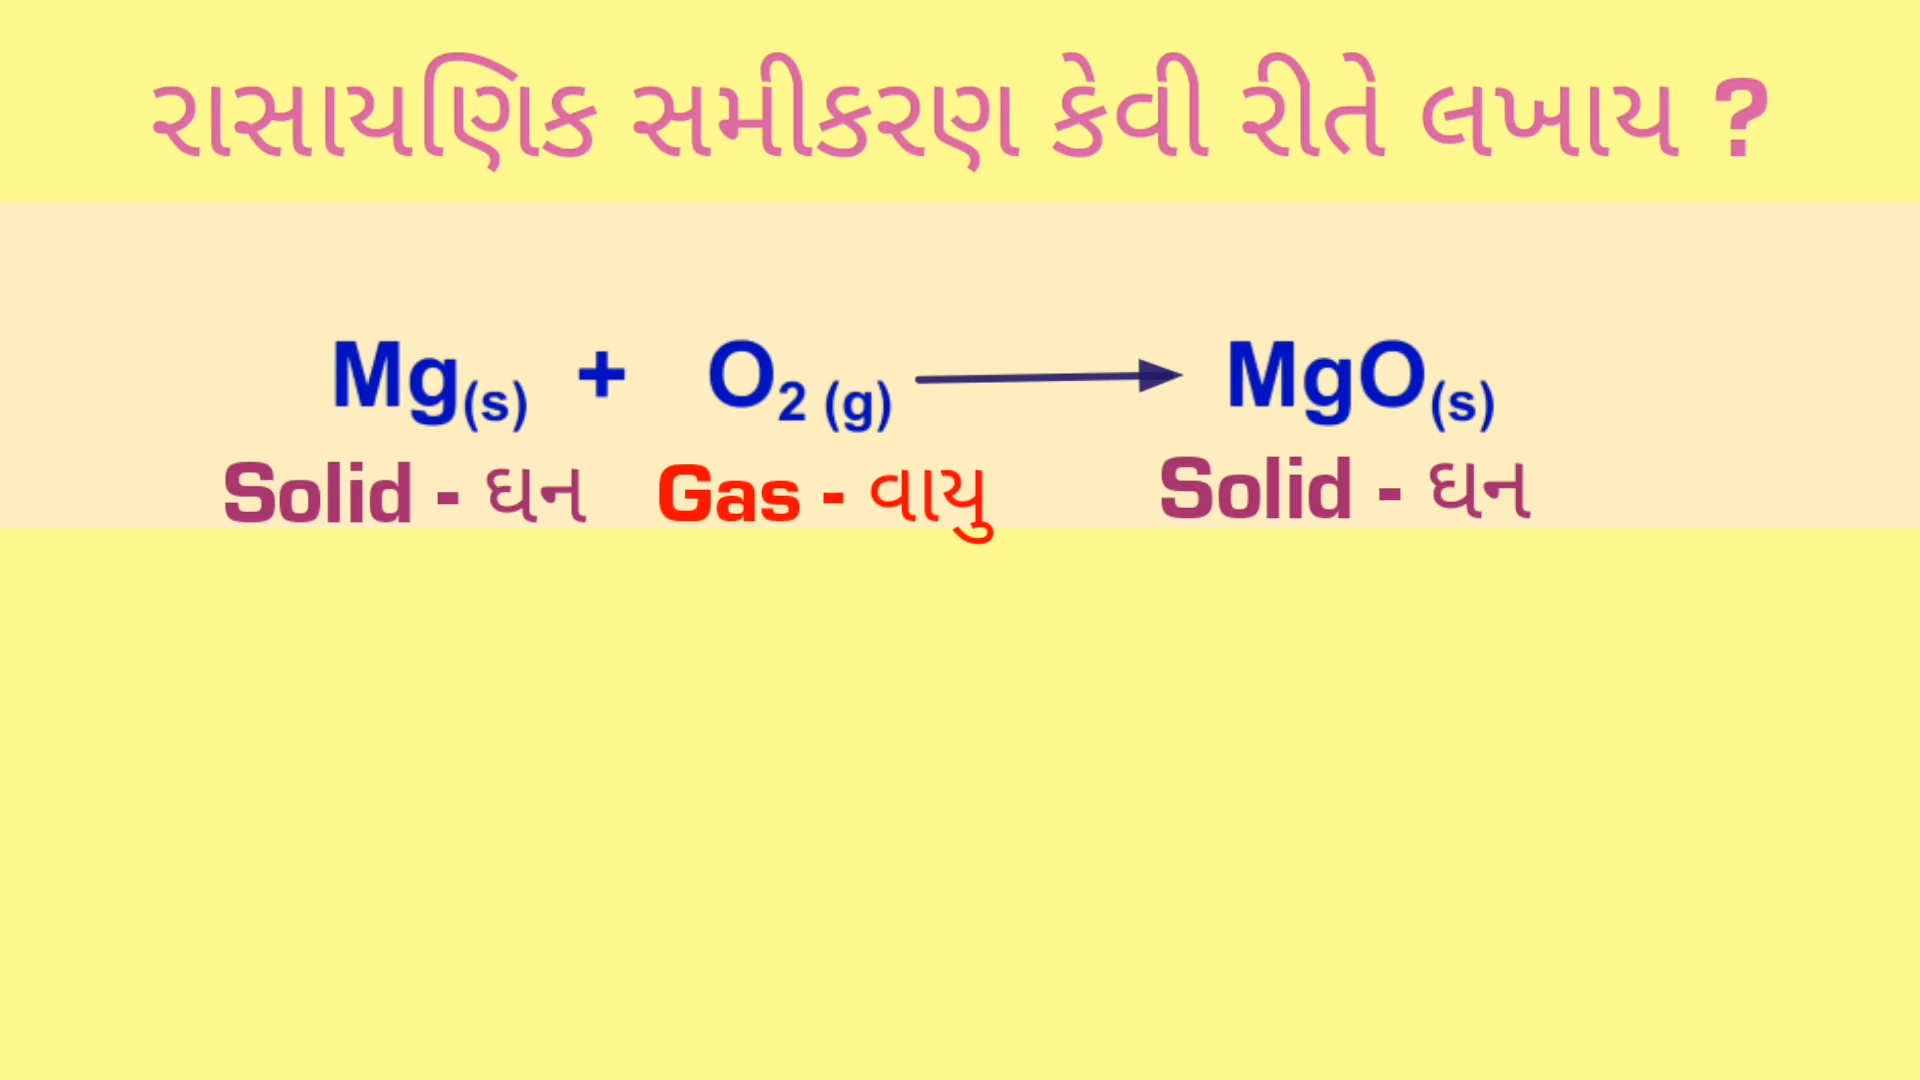 રાસાયણિક સમીકરણ કેવી રીતે લખાય ?
Mg(s) + O2 (g) ⟶ MgO(s)
Solid - ઘન Gas - વાયુ Solid - ઘન